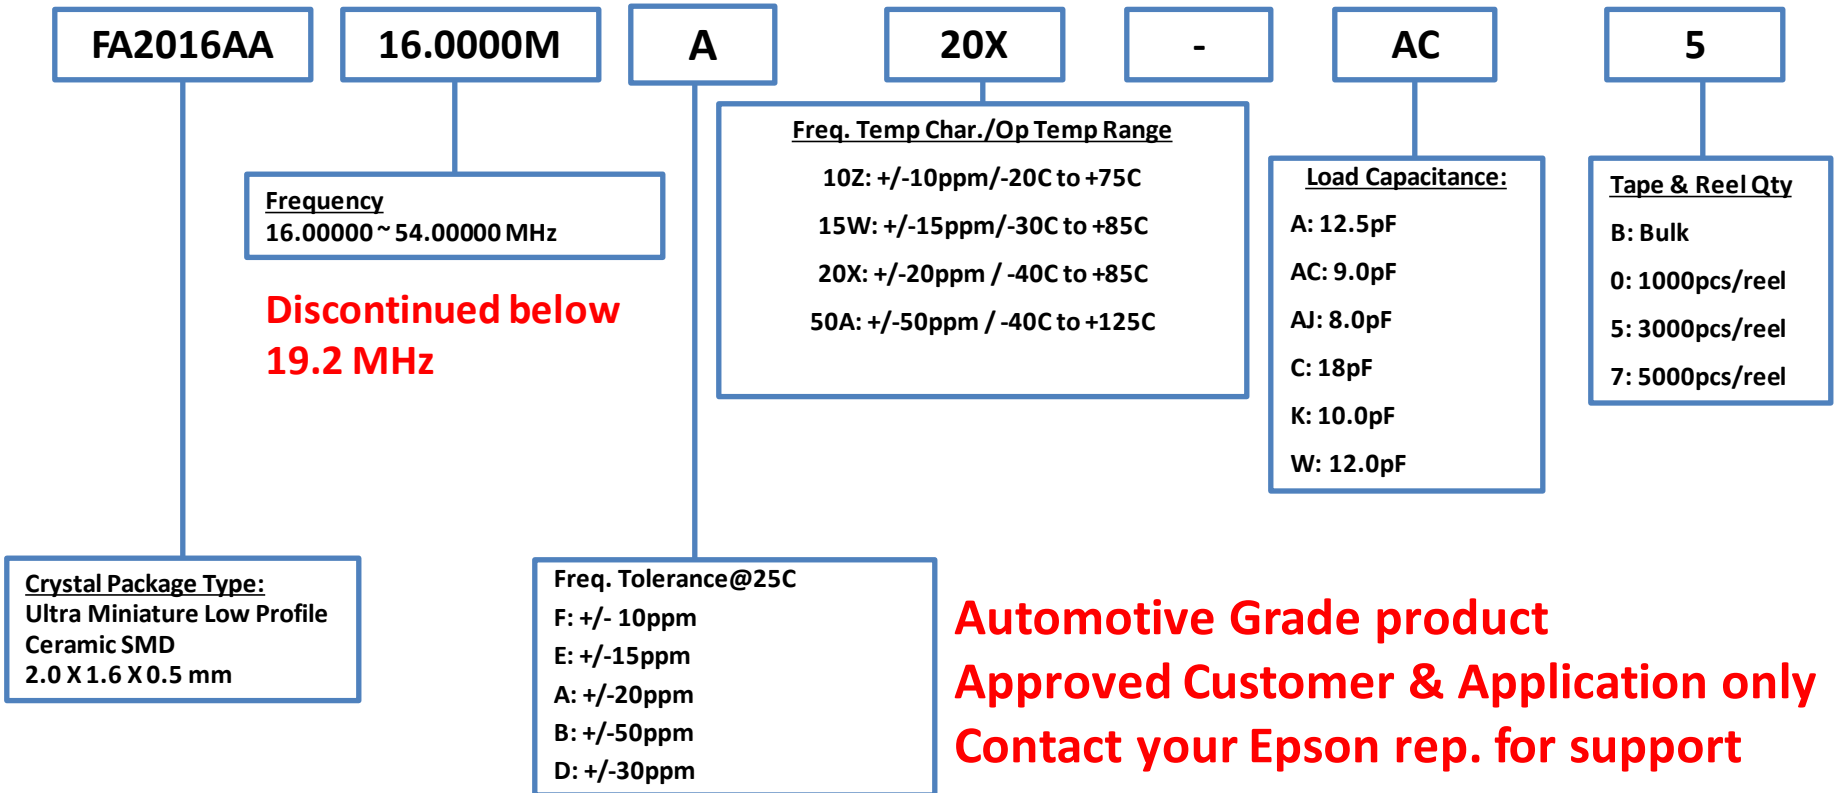 FA2016AA
16.0000M
A
20X
-
AC
5
Frequency
16.00000 ~ 54.00000 MHz
Discontinued below
19.2 MHz
Freq. Temp Char./Op Temp Range
10Z: +/-10ppm/-20C to +75C
15W: +/-15ppm/-30C to +85C
20X: +/-20ppm / -40C to +85C
50A: +/-50ppm / -40C to +125C
Load Capacitance:
A: 12.5pF
AC: 9.0pF
AJ: 8.0pF
C: 18pF
K: 10.0pF
W: 12.0pF
Tape & Reel Qty
B: Bulk
0: 1000pcs/reel
5: 3000pcs/reel
7: 5000pcs/reel
Crystal Package Type:
Ultra Miniature Low Profile
Ceramic SMD
2.0 X 1.6 X 0.5 mm
Freq. Tolerance@25C
F: +/- 10ppm
E: +/-15ppm
A: +/-20ppm
B: +/-50ppm
D: +/-30ppm
Automotive Grade product
Approved Customer & Application only
Contact your Epson rep. for support